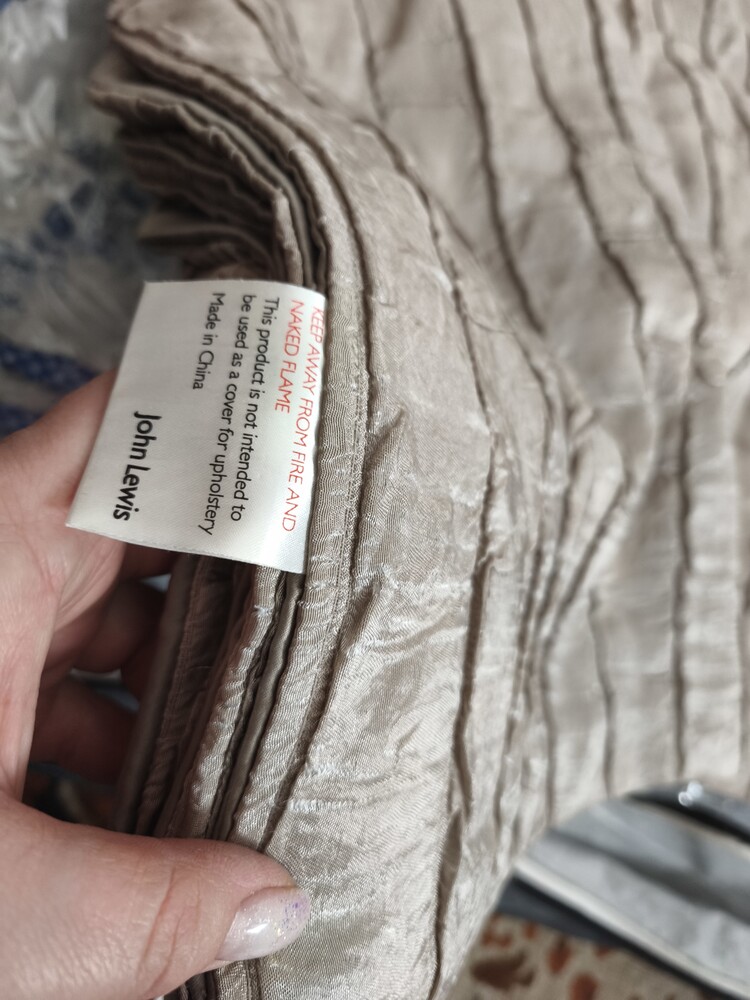 KEEP AWAY FROM FIRE AND
NAKED FLAME
This product is not intended to
be used as a cover for upholstery
Made in China
John Lewis